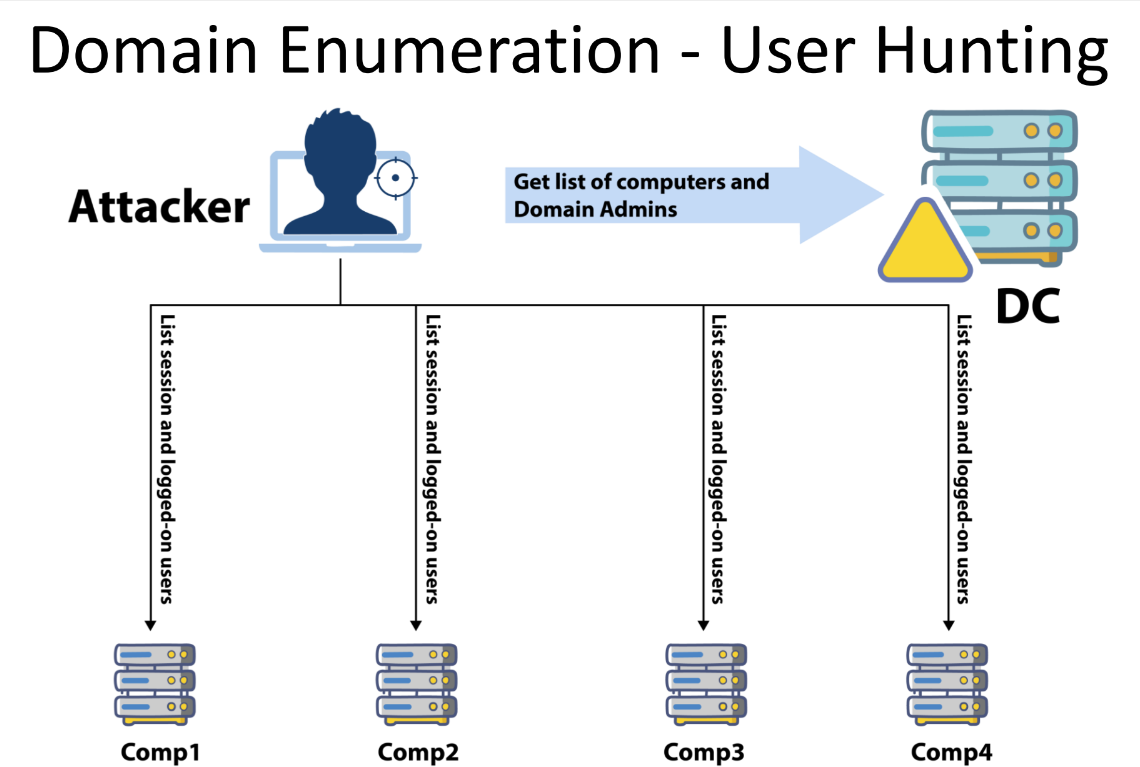 Domain Enumeration - User Hunting
Attacker
Get list of computers and
Domain Admins
DC
List session and logged-on users
List session and logged-on users
List session and logged-on users
List session and logged-on users
Comp1
Comp2
Comp3
Comp4